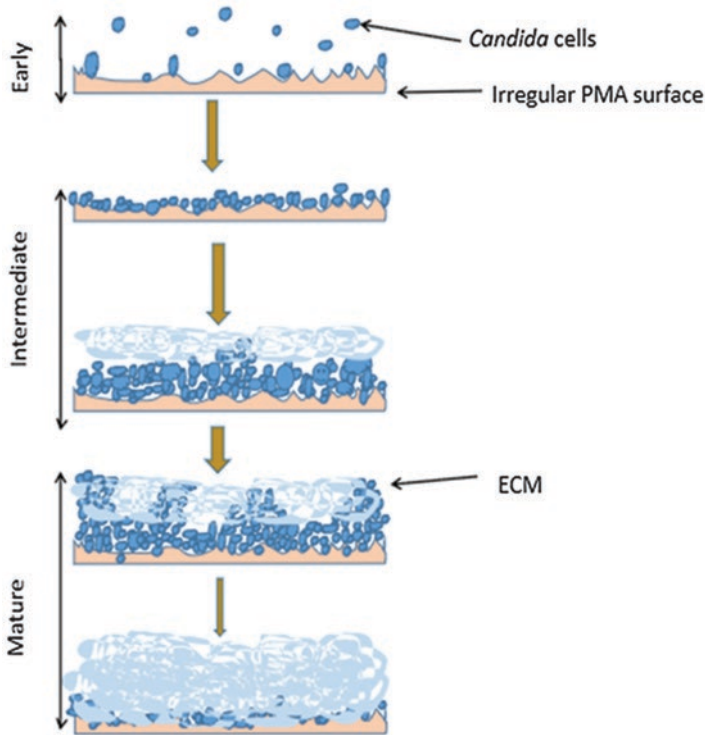 Early
Candida cells
Irregular PMA surface
Intermediate
ECM
Mature